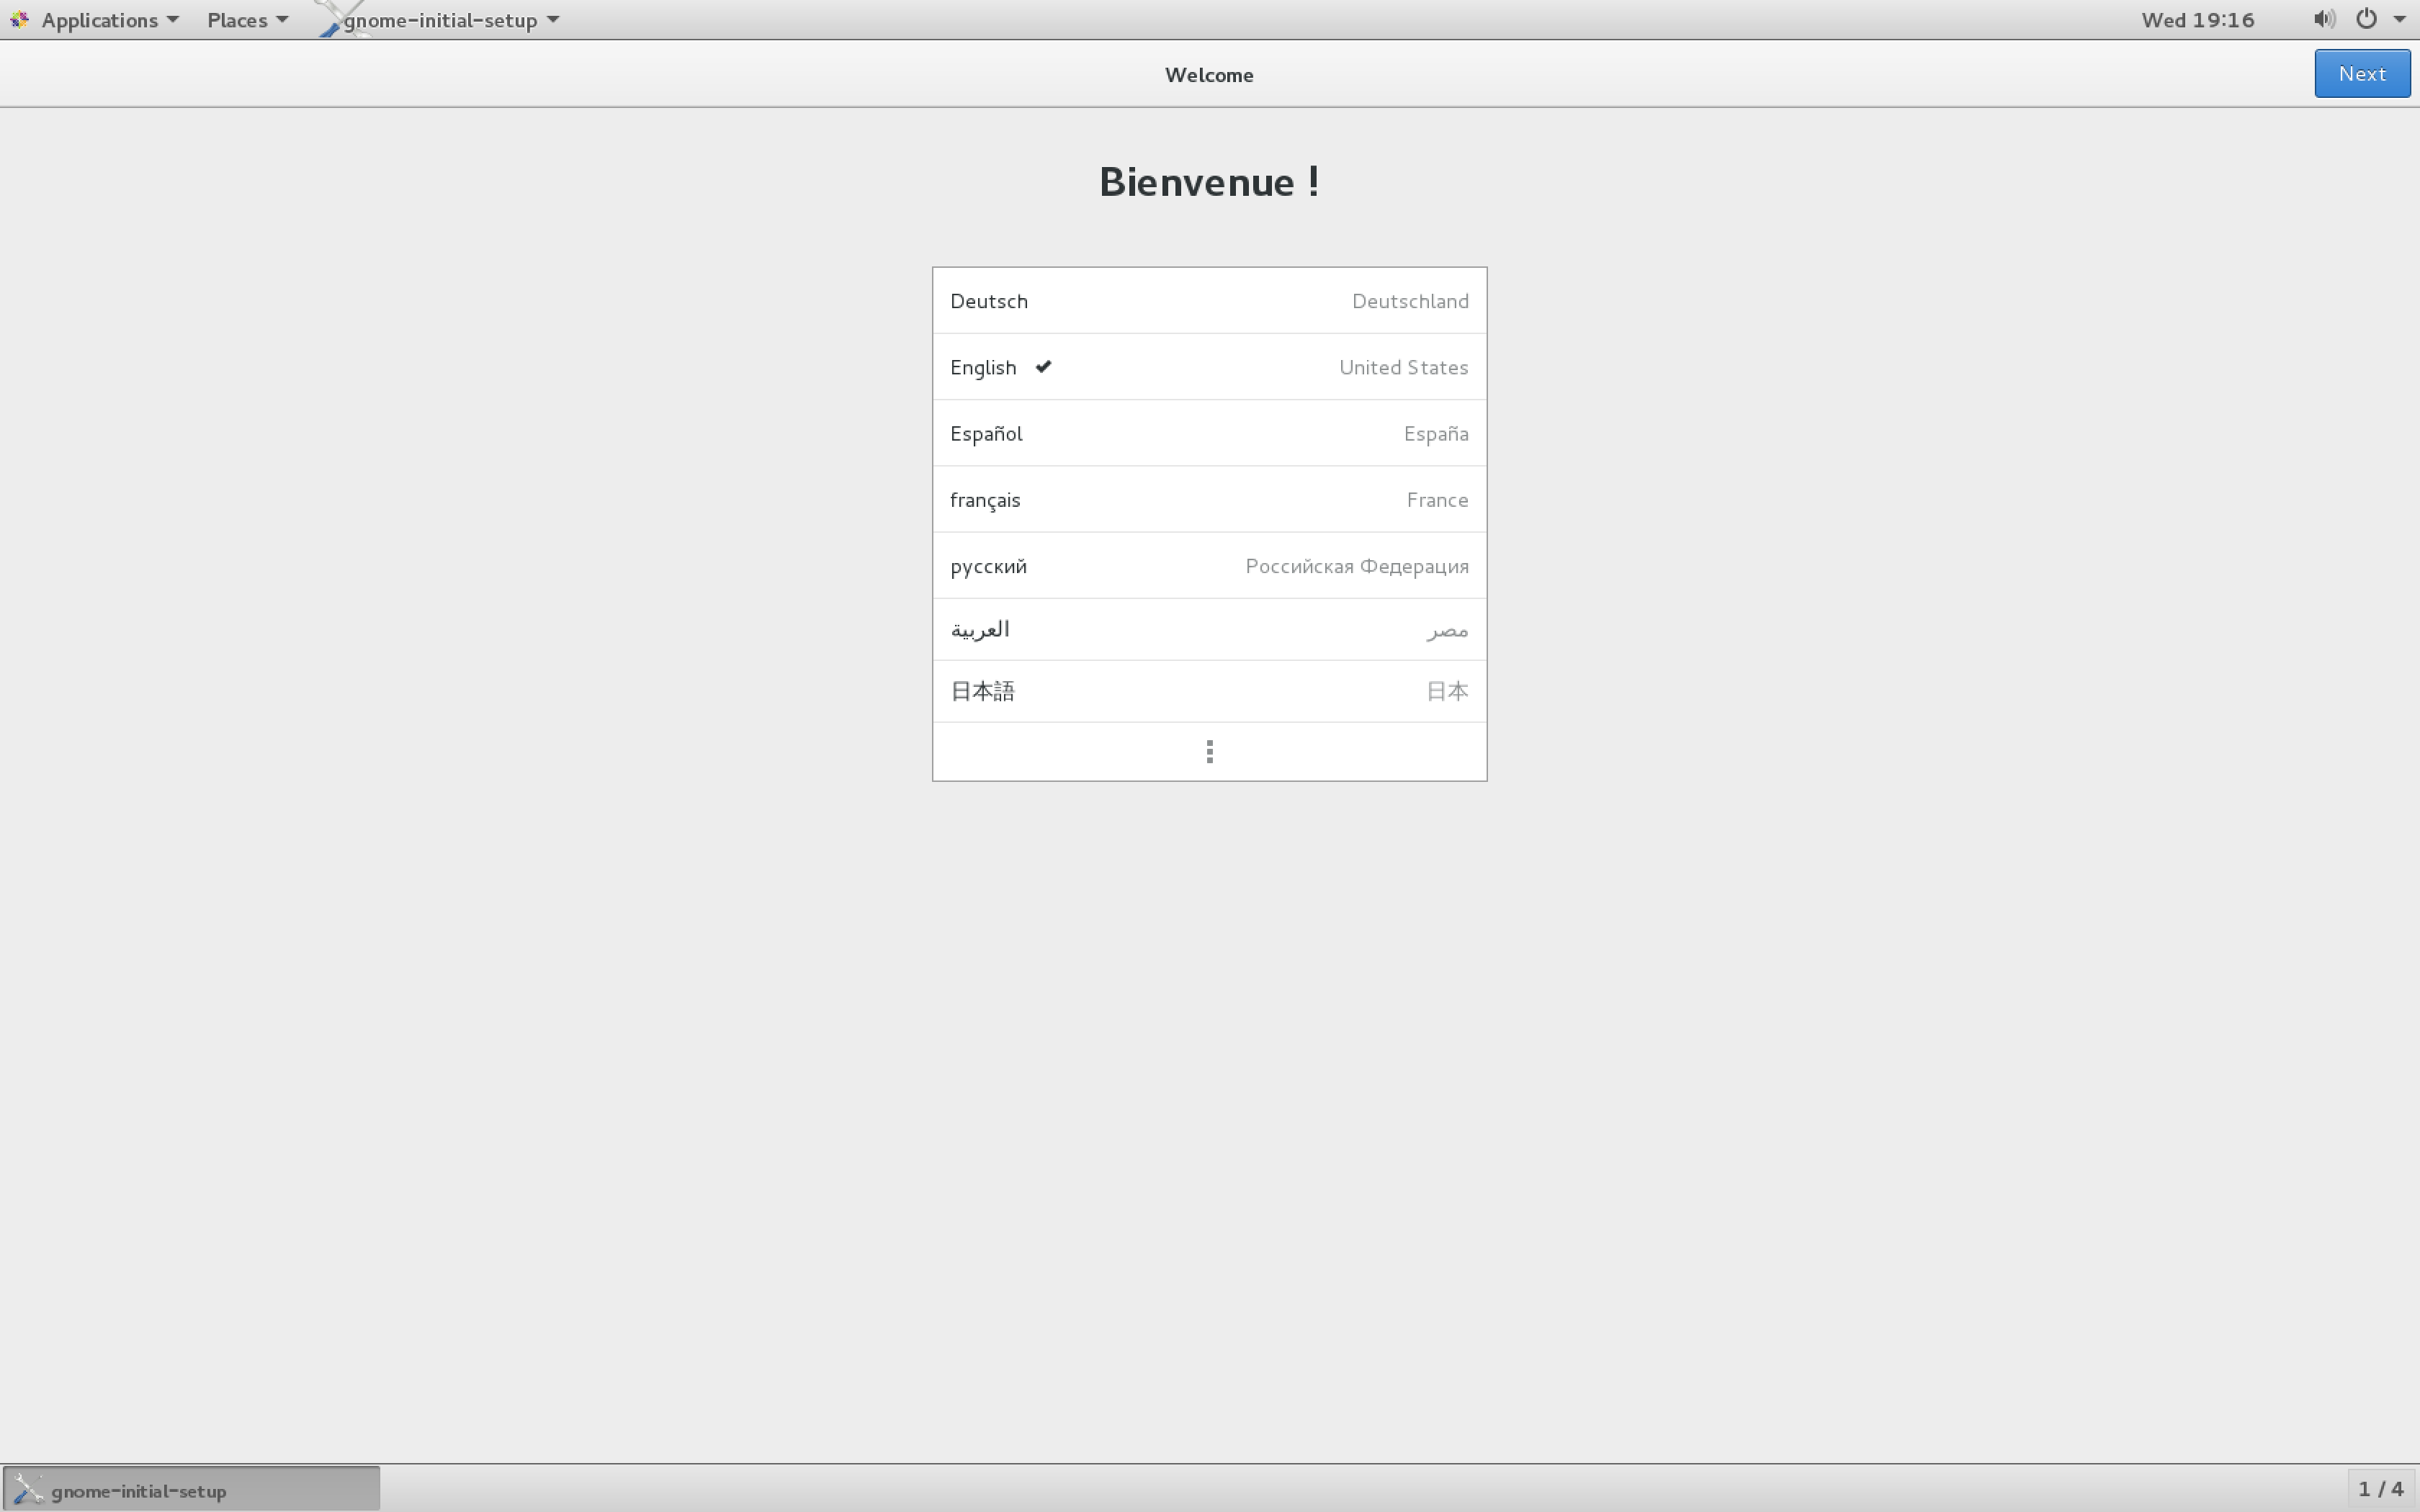 Applications Places gnome-initial-setup Wed 19:16
Welcome Next
Bienvenue !
Deutsch Deutschland
English United States
Español España
français France
русский Российская Федерация
العربية مصر
日本語 日本
gnome-initial-setup 1 / 4